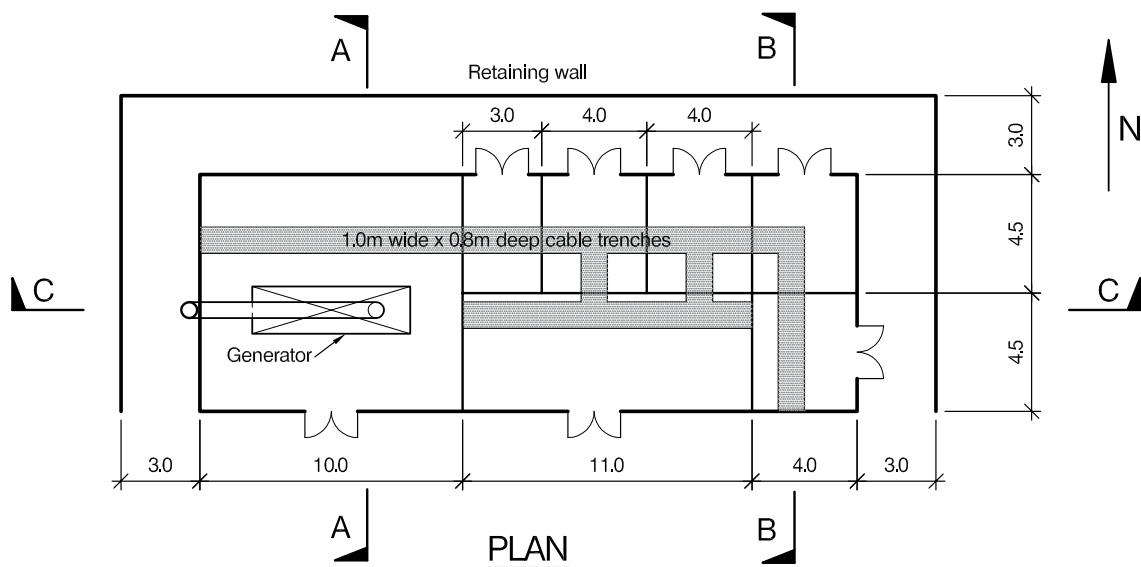 A
B
Retaining wall
N
3.0
4.0
4.0
3.0
1.0m wide x 0.8m deep cable trenches
4.5
C
C
Generator
4.5
3.0
10.0
11.0
4.0
3.0
A
B
PLAN